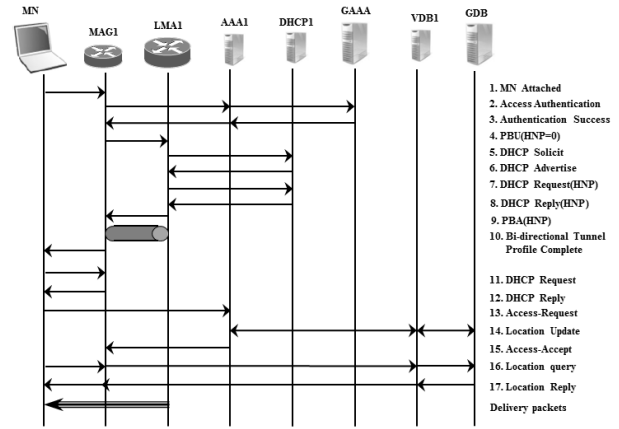 MN
MAG1
LMA1
AAA1
DHCP1
GAAA
VDB1
GDB
1. MN Attached
2. Access Authentication
3. Authentication Success
4. PBU(HNP=0)
5. DHCP Solicit
6. DHCP Advertise
7. DHCP Request(HNP)
8. DHCP Reply(HNP)
9. PBA(HNP)
10. Bi-directional Tunnel
Profile Complete
11. DHCP Request
12. DHCP Reply
13. Access-Request
14. Location Update
15. Access-Accept
16. Location query
17. Location Reply
Delivery packets